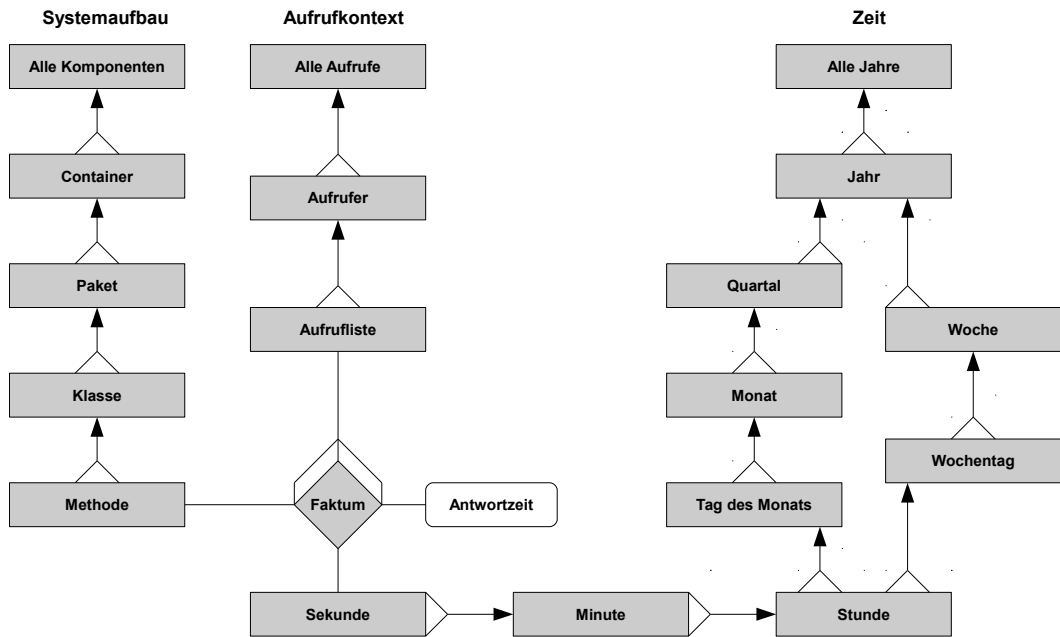 Systemaufbau
Aufrufkontext
Zeit
Alle Komponenten
Alle Aufrufe
Alle Jahre
Container
Aufrufer
Jahr
Paket
Aufrufliste
Quartal
Woche
Klasse
Monat
Wochentag
Methode
Faktum
Antwortzeit
Tag des Monats
Sekunde
Minute
Stunde